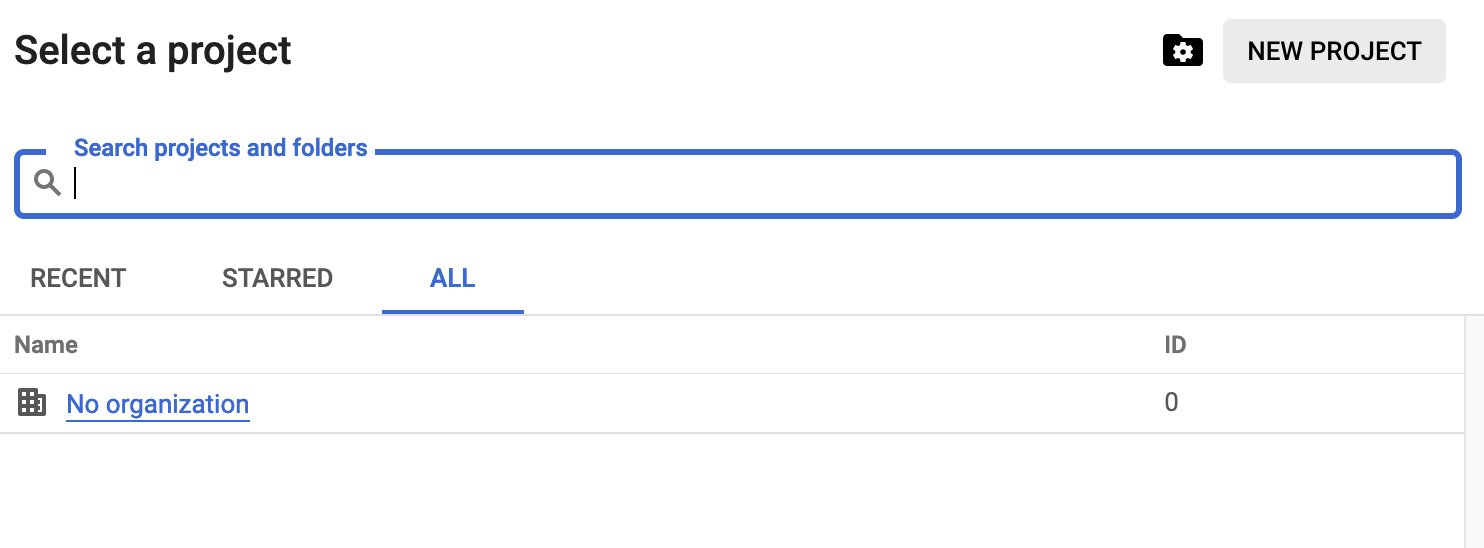 Select a project
NEW PROJECT
Search projects and folders
RECENT STARRED ALL
Name ID
No organization 0